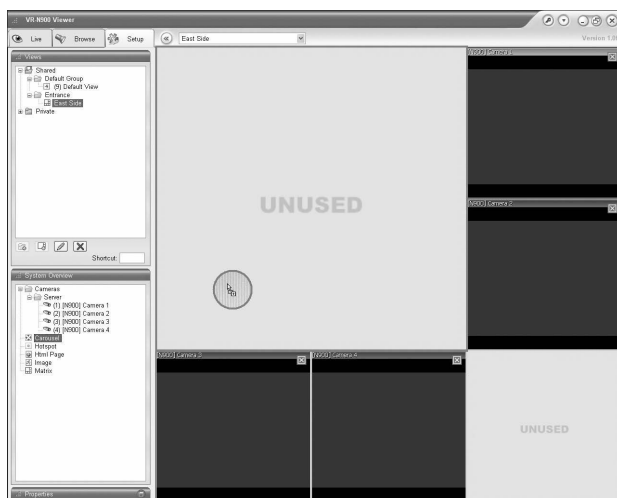 VR-N900 Viewer
Live
Browse
Setup
East Side
Version 1.0
Views
Shared
Default Group
(9) Default View
Entrance
East Side
Private
Shortcut:
System Overview
Cameras
Server
(1) [N900] Camera 1
(2) [N900] Camera 2
(3) [N900] Camera 3
(4) [N900] Camera 4
Carousel
Hotspot
Html Page
Image
Matrix
Properties
UNUSED
[N900] Camera 1
[N900] Camera 2
[N900] Camera 3
[N900] Camera 4
UNUSED